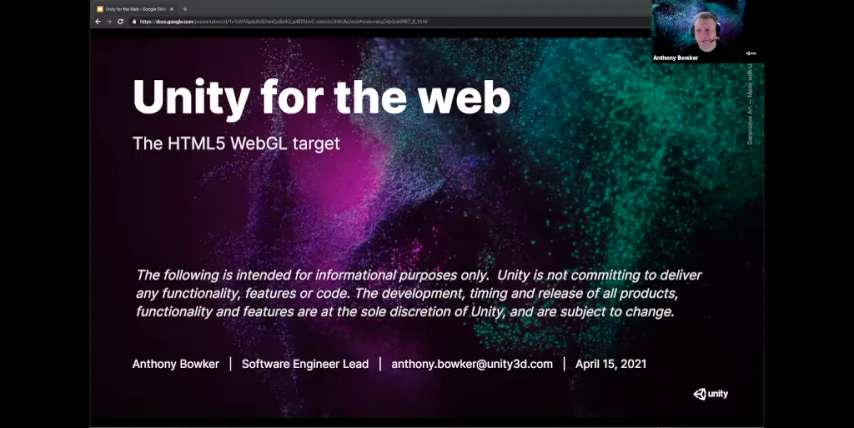 Unity for the web - Google Slides
Anthony Bowker
Unity for the web
The HTML5 WebGL target
The following is intended for informational purposes only. Unity is not committing to deliver
any functionality, features or code. The development, timing and release of all products,
functionality and features are at the sole discretion of Unity, and are subject to change.
Anthony Bowker | Software Engineer Lead | anthony.bowker@unity3d.com | April 15, 2021
unity